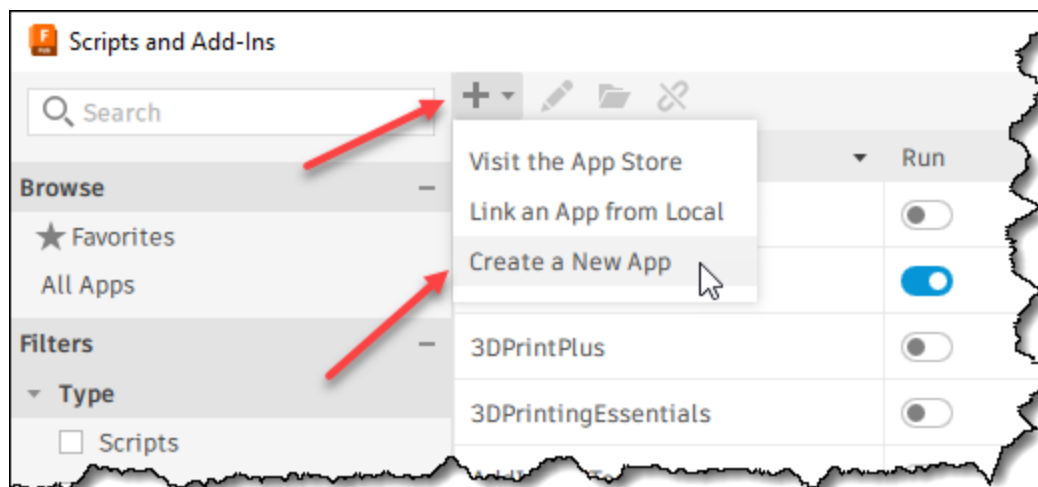 Scripts and Add-Ins
Search
Browse
Favorites
All Apps
Filters
Type
Scripts
Visit the App Store
Link an App from Local
Create a New App
Run
3DPrintPlus
3DPrintingEssentials